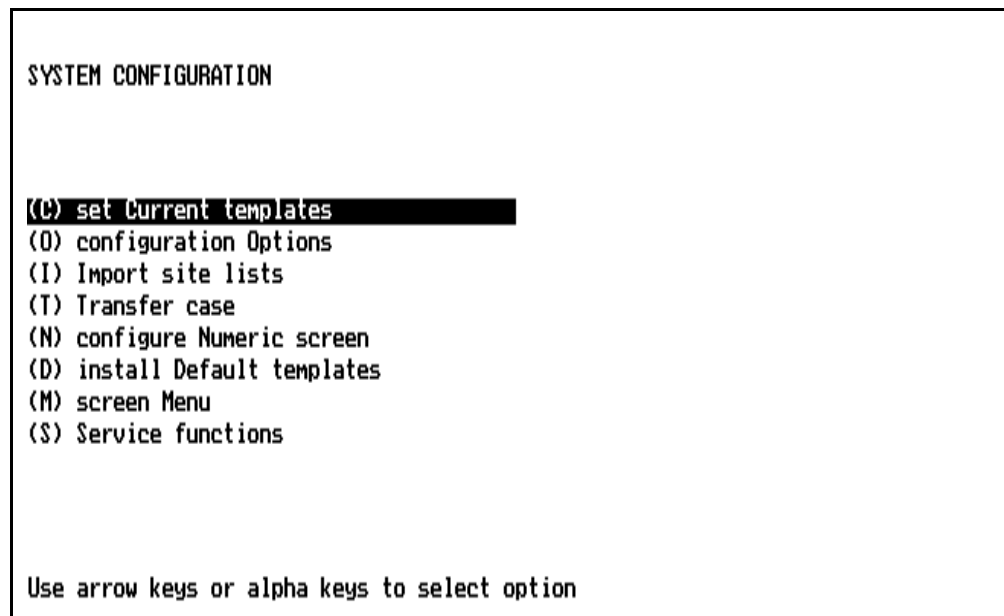 SYSTEM CONFIGURATION
(C) set Current templates
(O) configuration Options
(I) Import site lists
(T) Transfer case
(N) configure Numeric screen
(D) install Default templates
(M) screen Menu
(S) Service functions
Use arrow keys or alpha keys to select option